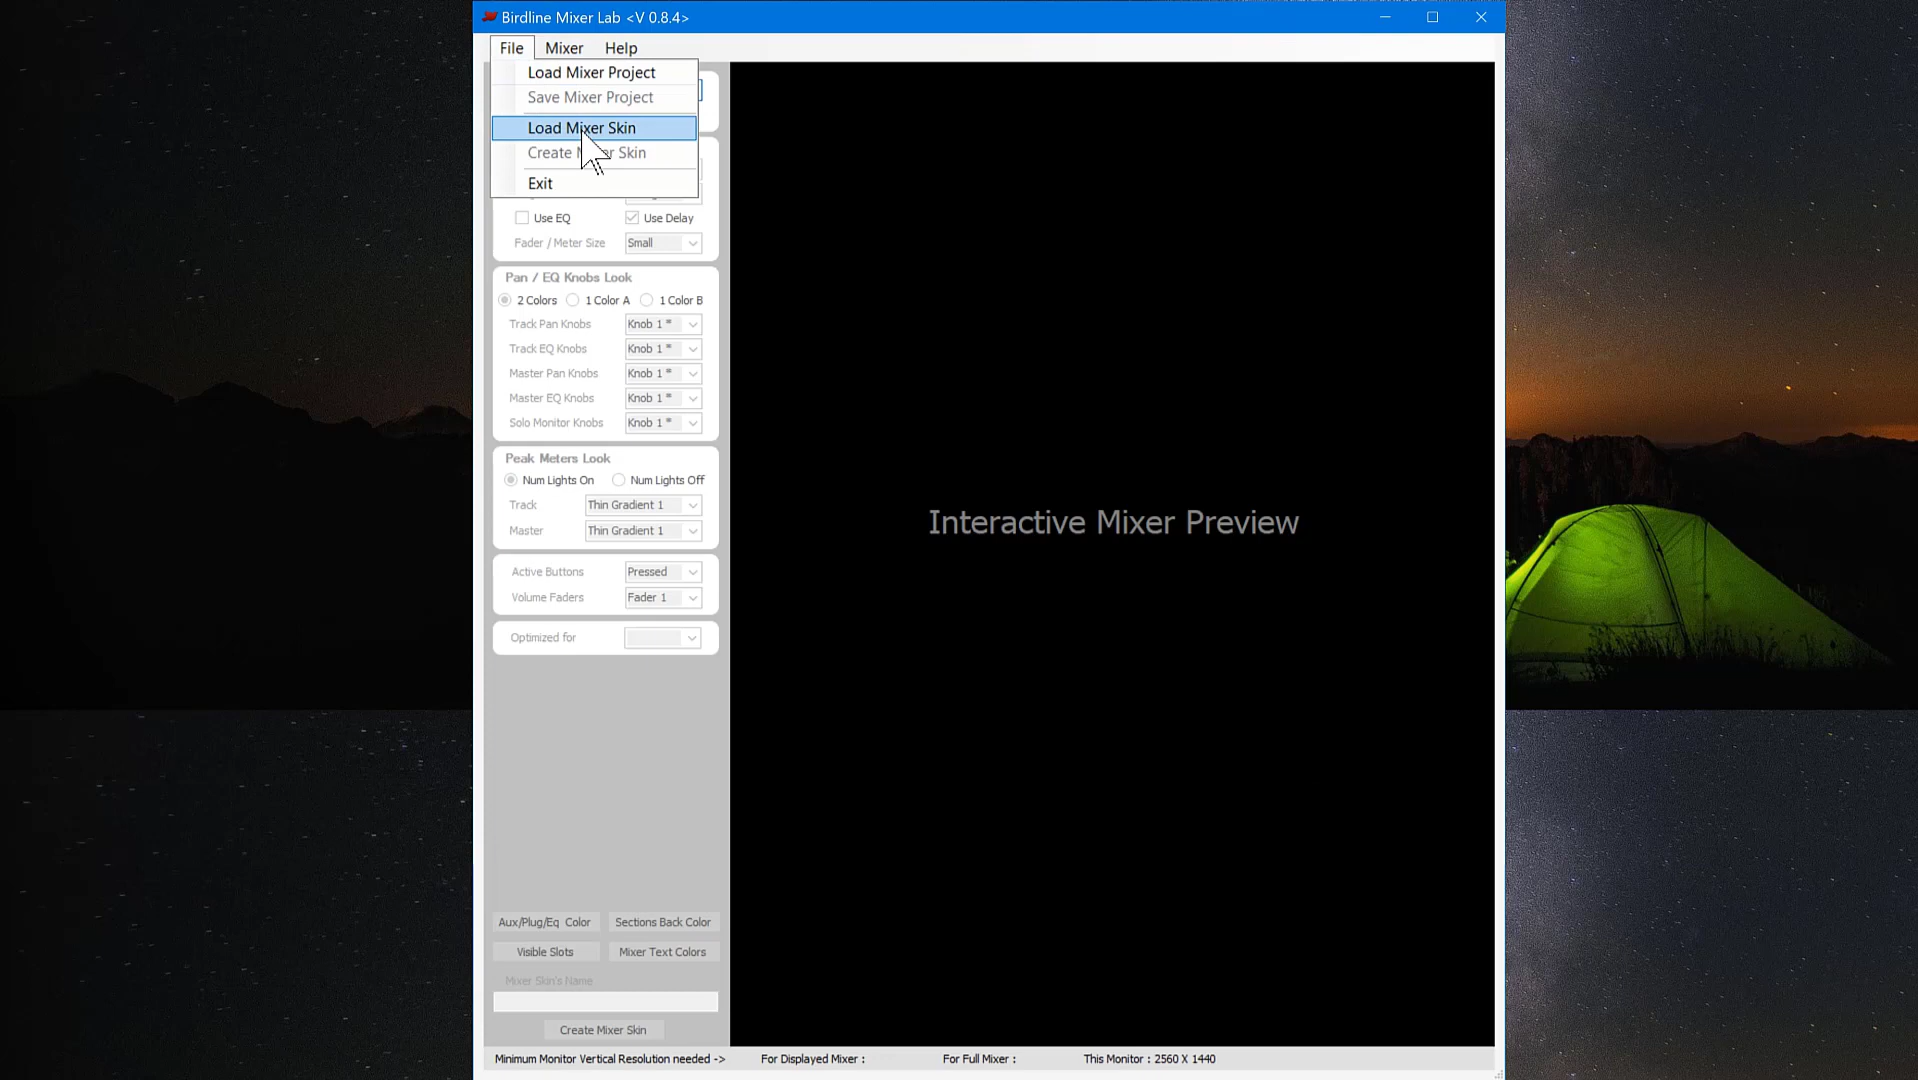 Birdline Mixer Lab <V 0.8.4>
File Mixer Help
Load Mixer Project
Save Mixer Project
Load Mixer Skin
Create Skin
Exit
Use EQ Use Delay
Fader / Meter Size Small
Pan / EQ Knobs Look
2 Colors 1 Color A 1 Color B
Track Pan Knobs Knob 1 *
Track EQ Knobs Knob 1 *
Master Pan Knobs Knob 1 *
Master EQ Knobs Knob 1 *
Solo Monitor Knobs Knob 1 *
Peak Meters Look
Num Lights On Num Lights Off
Track Thin Gradient 1
Master Thin Gradient 1
Active Buttons Pressed
Volume Faders Fader 1
Optimized for
Interactive Mixer Preview
Aux/Plug/Eq Color Sections Back Color
Visible Slots Mixer Text Colors
Mixer Skin's Name
Create Mixer Skin
Minimum Monitor Vertical Resolution needed -> For Displayed Mixer : For Full Mixer : This Monitor : 2560 X 1440